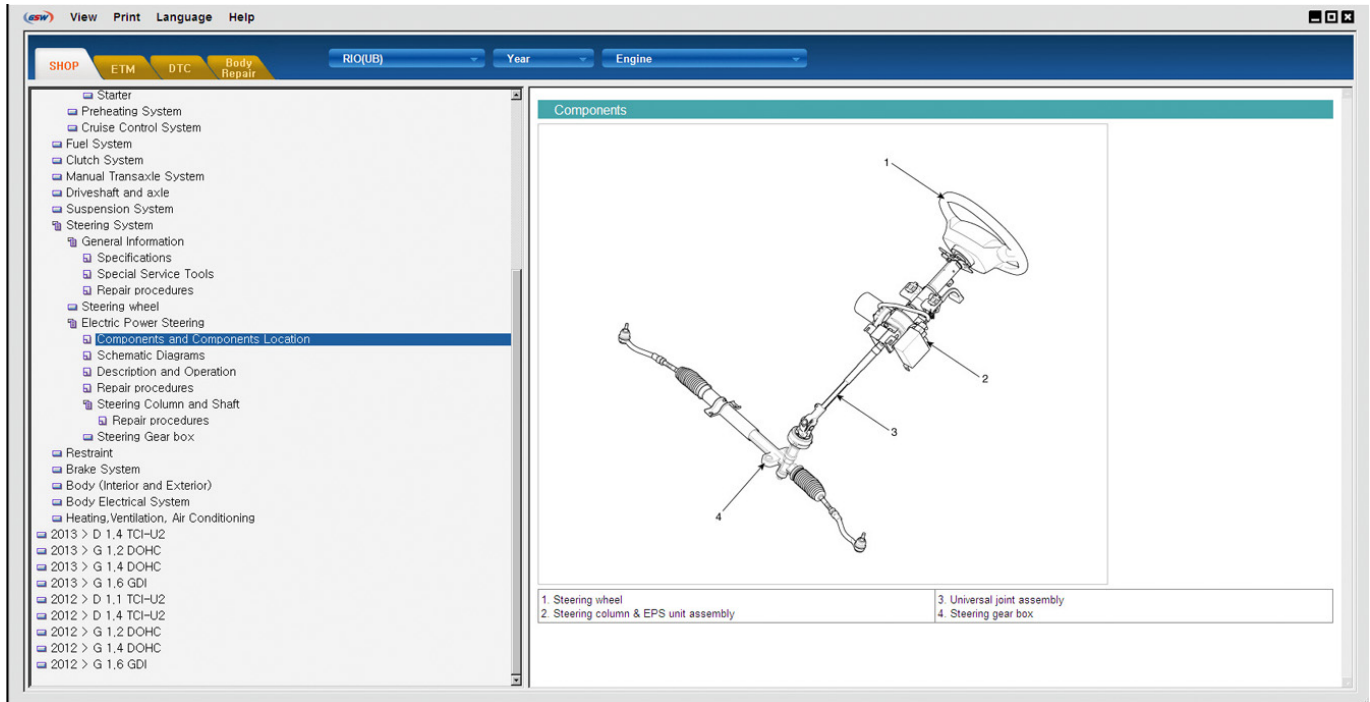 GSW View Print Language Help
SHOP ETM DTC Body Repair RIO(UB) Year Engine
Starter
Preheating System
Cruise Control System
Fuel System
Clutch System
Manual Transaxle System
Driveshaft and axle
Suspension System
Steering System
General Information
Specifications
Special Service Tools
Repair procedures
Steering wheel
Electric Power Steering
Components and Components Location
Schematic Diagrams
Description and Operation
Repair procedures
Steering Column and Shaft
Repair procedures
Steering Gear box
Restraint
Brake System
Body (Interior and Exterior)
Body Electrical System
Heating,Ventilation, Air Conditioning
2013 > D 1.4 TCI-U2
2013 > G 1.2 DOHC
2013 > G 1.4 DOHC
2013 > G 1.6 GDI
2012 > D 1.1 TCI-U2
2012 > D 1.4 TCI-U2
2012 > G 1.2 DOHC
2012 > G 1.4 DOHC
2012 > G 1.6 GDI
Components
1
2
3
4
1. Steering wheel
2. Steering column & EPS unit assembly
3. Universal joint assembly
4. Steering gear box